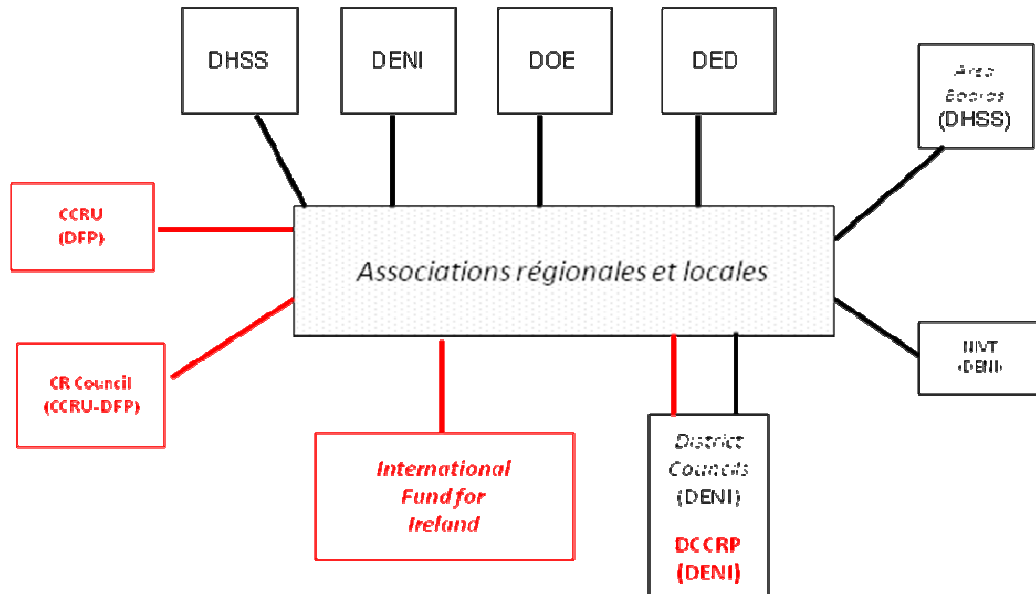 DHSS
DENI
DOE
DED
Area
Boards
(DHSS)
CCRU
(DFP)
Associations régionales et locales
CR Council
(CCRU-DFP)
NIVT
(DENI)
International
Fund for
Ireland
District
Councils
(DENI)
DCCRP
(DENI)